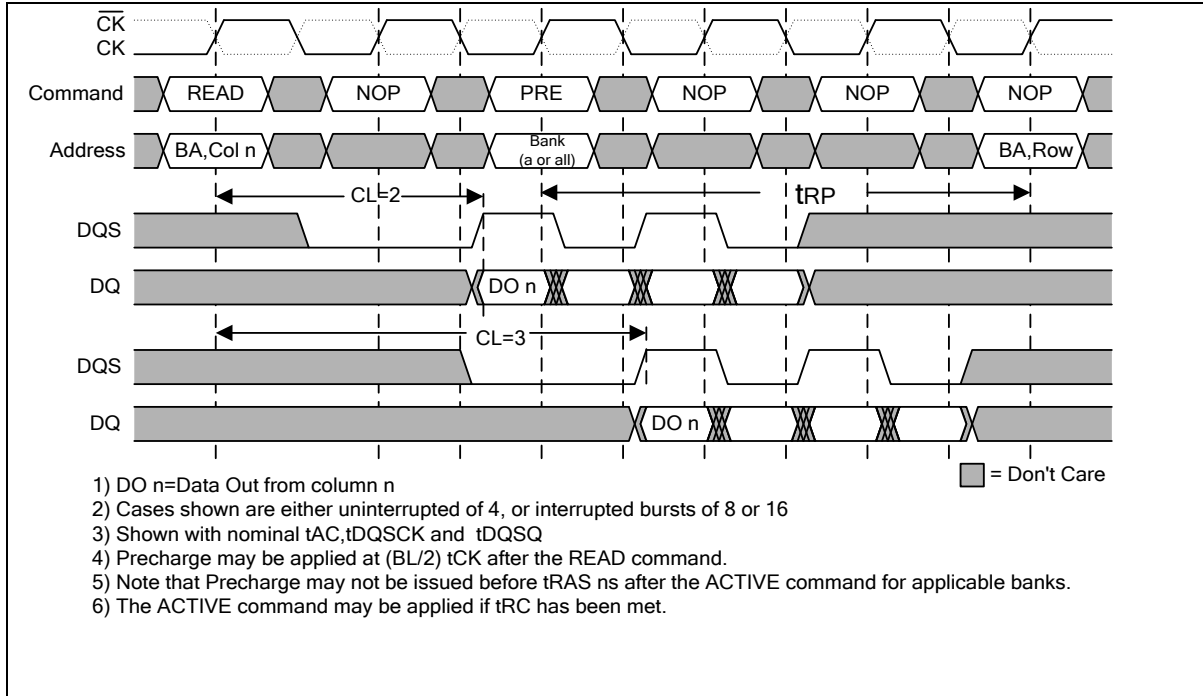 CK
CK
Command READ NOP PRE NOP NOP NOP
Address BA,Col n Bank (a or all) BA,Row
CL=2 tRP
DQS
DQ DO n
CL=3
DQS
DQ DO n
1) DO n=Data Out from column n
= Don't Care
2) Cases shown are either uninterrupted of 4, or interrupted bursts of 8 or 16
3) Shown with nominal tAC,tDQSCK and tDQSQ
4) Precharge may be applied at (BL/2) tCK after the READ command.
5) Note that Precharge may not be issued before tRAS ns after the ACTIVE command for applicable banks.
6) The ACTIVE command may be applied if tRC has been met.